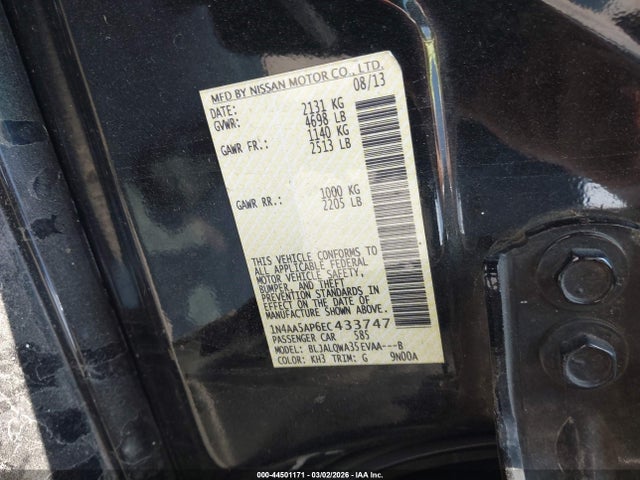 MFD BY NISSAN MOTOR CO., LTD.
DATE: 08/13
GVWR: 2131 KG
4698 LB
GAWR FR.: 1140 KG
2513 LB
GAWR RR.: 1000 KG
2205 LB
THIS VEHICLE CONFORMS TO
ALL APPLICABLE FEDERAL
MOTOR VEHICLE SAFETY,
BUMPER, AND THEFT
PREVENTION STANDARDS IN
EFFECT ON THE DATE OF
MANUFACTURE SHOWN ABOVE.
1N4AA5AP6EC433747
PASSENGER CAR 585
MODEL: BLJALQWA35EVAA---B
COLOR: KH3 TRIM: G 9N00A
000-44501171 - 03/02/2026 - IAA Inc.